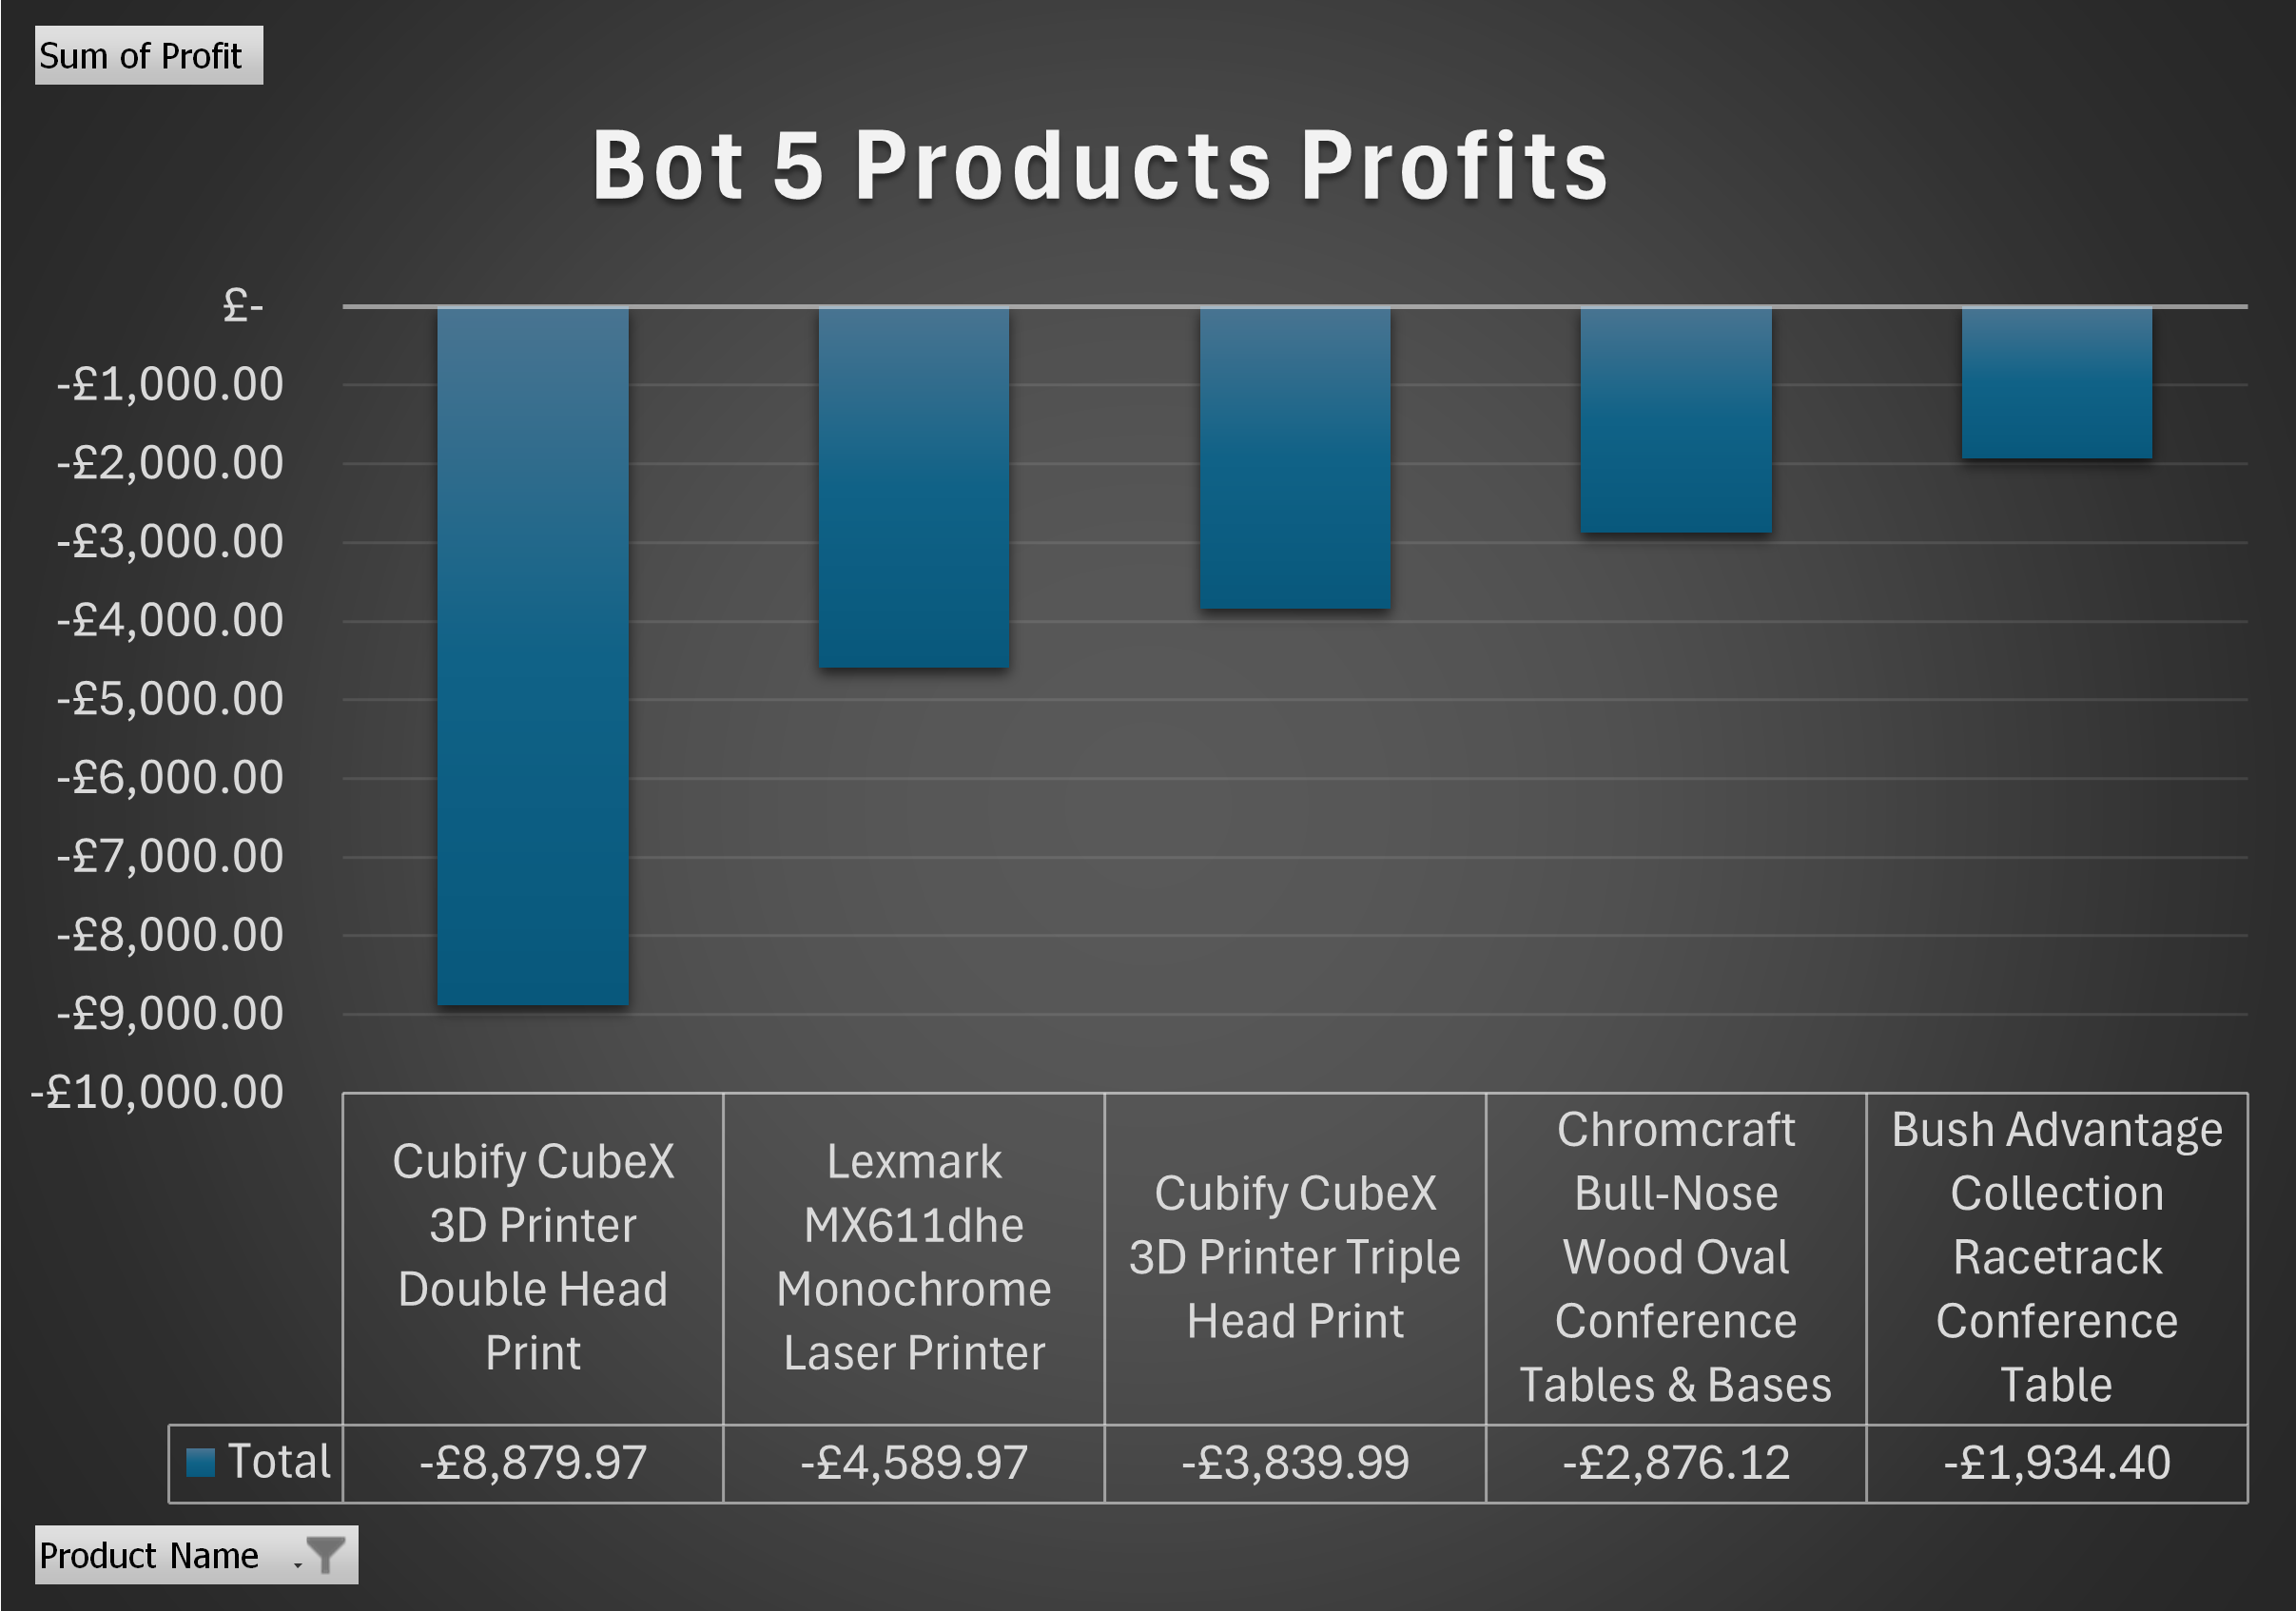 Sum of Profit
Bot 5 Products Profits
£-
-£1,000.00
-£2,000.00
-£3,000.00
-£4,000.00
-£5,000.00
-£6,000.00
-£7,000.00
-£8,000.00
-£9,000.00
-£10,000.00
Cubify CubeX
3D Printer
Double Head
Print
Lexmark
MX611dhe
Monochrome
Laser Printer
Cubify CubeX
3D Printer Triple
Head Print
Chromcraft
Bull-Nose
Wood Oval
Conference
Tables & Bases
Bush Advantage
Collection
Racetrack
Conference
Table
Total -£8,879.97 -£4,589.97 -£3,839.99 -£2,876.12 -£1,934.40
Product Name